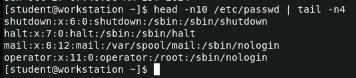 [student@workstation ~]$ head -n10 /etc/passwd | tail -n4
shutdown:x:6:0:shutdown:/sbin:/sbin/shutdown
halt:x:7:0:halt:/sbin:/sbin/halt
mail:x:8:12:mail:/var/spool/mail:/sbin/nologin
operator:x:11:0:operator:/root:/sbin/nologin
[student@workstation ~]$